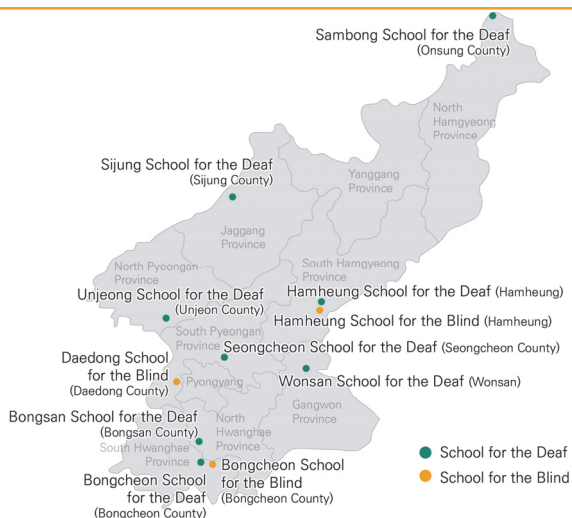 Sambong School for the Deaf
(Onsung County)
North
Hamgyeong
Province
Sijung School for the Deaf
(Sijung County)
Yanggang
Province
Jaggang
Province
North Pyeongan
Province
South Hamgyeong
Province
Unjeong School for the Deaf
(Unjeon County)
Hamheung School for the Deaf (Hamheung)
Hamheung School for the Blind (Hamheung)
South Pyeongan
Province
Seongcheon School for the Deaf (Seongcheon County)
Daedong School
for the Blind
(Daedong County)
Pyongyang
Wonsan School for the Deaf (Wonsan)
Gangwon
Province
Bongsan School for the Deaf
(Bongsan County)
North
Hwanghae
Province
South Hwanghae
Province
Bongcheon School
for the Blind
(Bongcheon County)
Bongcheon School
for the Deaf
(Bongcheon County)
School for the Deaf
School for the Blind